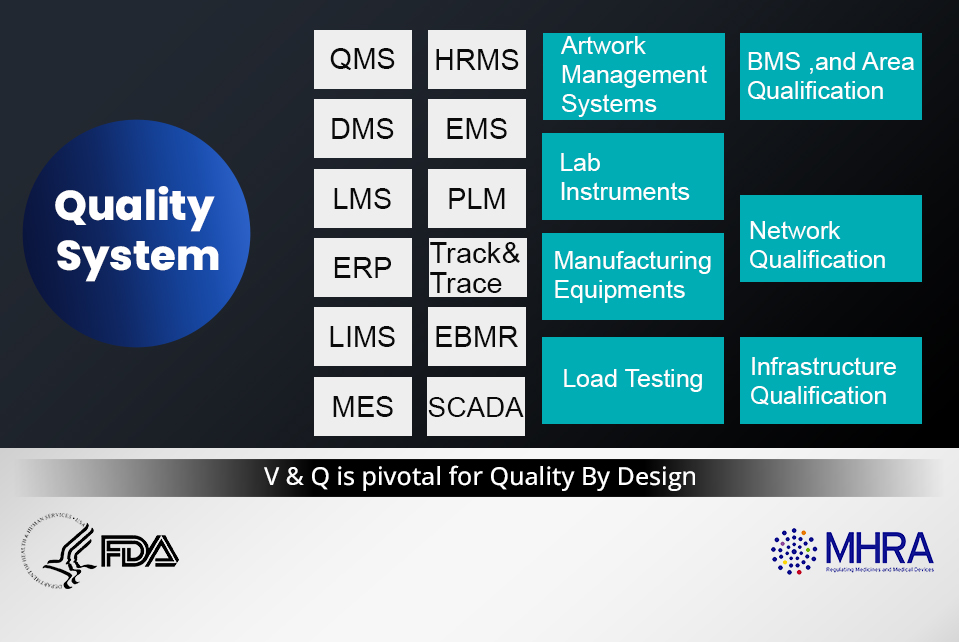 Quality
System
QMS
HRMS
DMS
EMS
LMS
PLM
ERP
Track&
Trace
LIMS
EBMR
MES
SCADA
Artwork
Management
Systems
BMS ,and Area
Qualification
Lab
Instruments
Network
Qualification
Manufacturing
Equipments
Load Testing
Infrastructure
Qualification
V & Q is pivotal for Quality By Design
DEPARTMENT OF HEALTH & HUMAN SERVICES • USA
FDA
MHRA
Regulating Medicines and Medical Devices